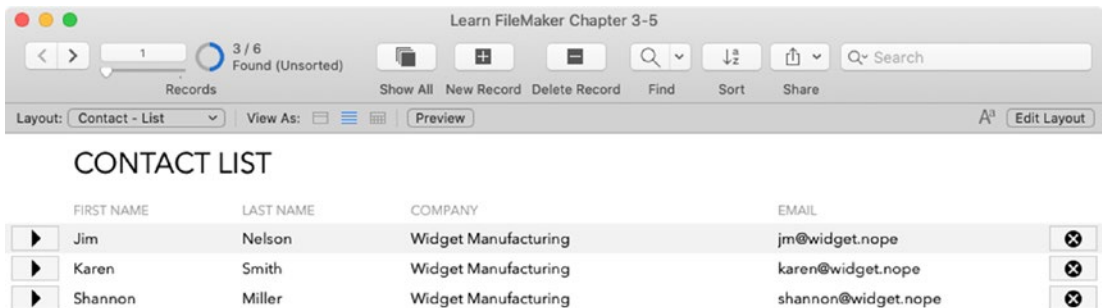 Learn FileMaker Chapter 3-5
1
3 / 6
Found (Unsorted)
Search
Records
Show All New Record Delete Record Find Sort Share
Layout: Contact - List View As: Preview Aa Edit Layout
CONTACT LIST
FIRST NAME LAST NAME COMPANY EMAIL
Jim Nelson Widget Manufacturing jm@widget.nope
Karen Smith Widget Manufacturing karen@widget.nope
Shannon Miller Widget Manufacturing shannon@widget.nope